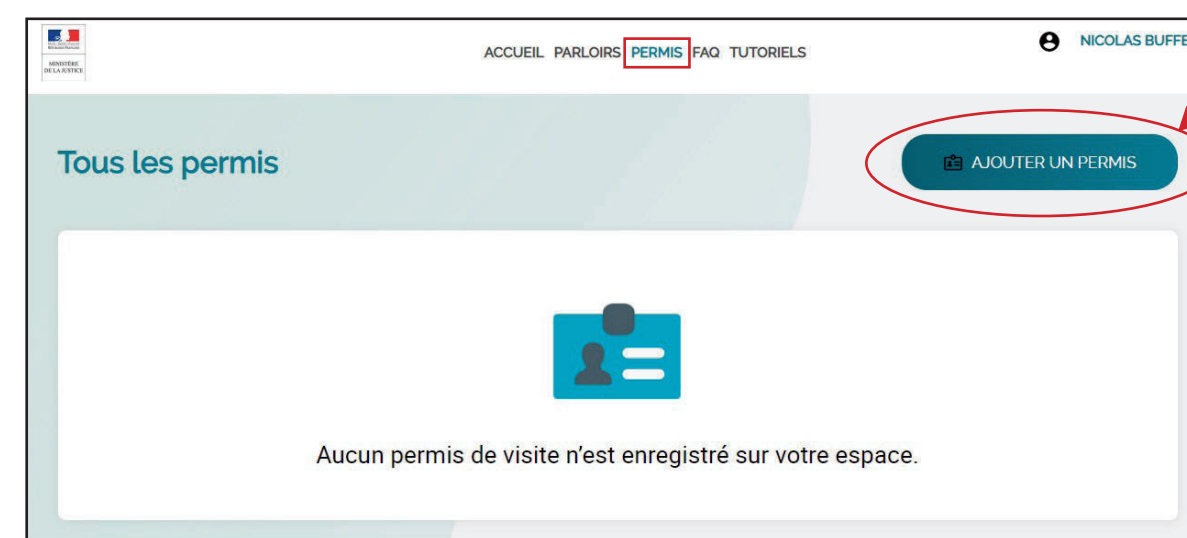 MINISTÈRE
DE LA JUSTICE
ACCUEIL PARLOIRS PERMIS FAQ TUTORIELS
NICOLAS BUFFE
Tous les permis
AJOUTER UN PERMIS
Aucun permis de visite n'est enregistré sur votre espace.